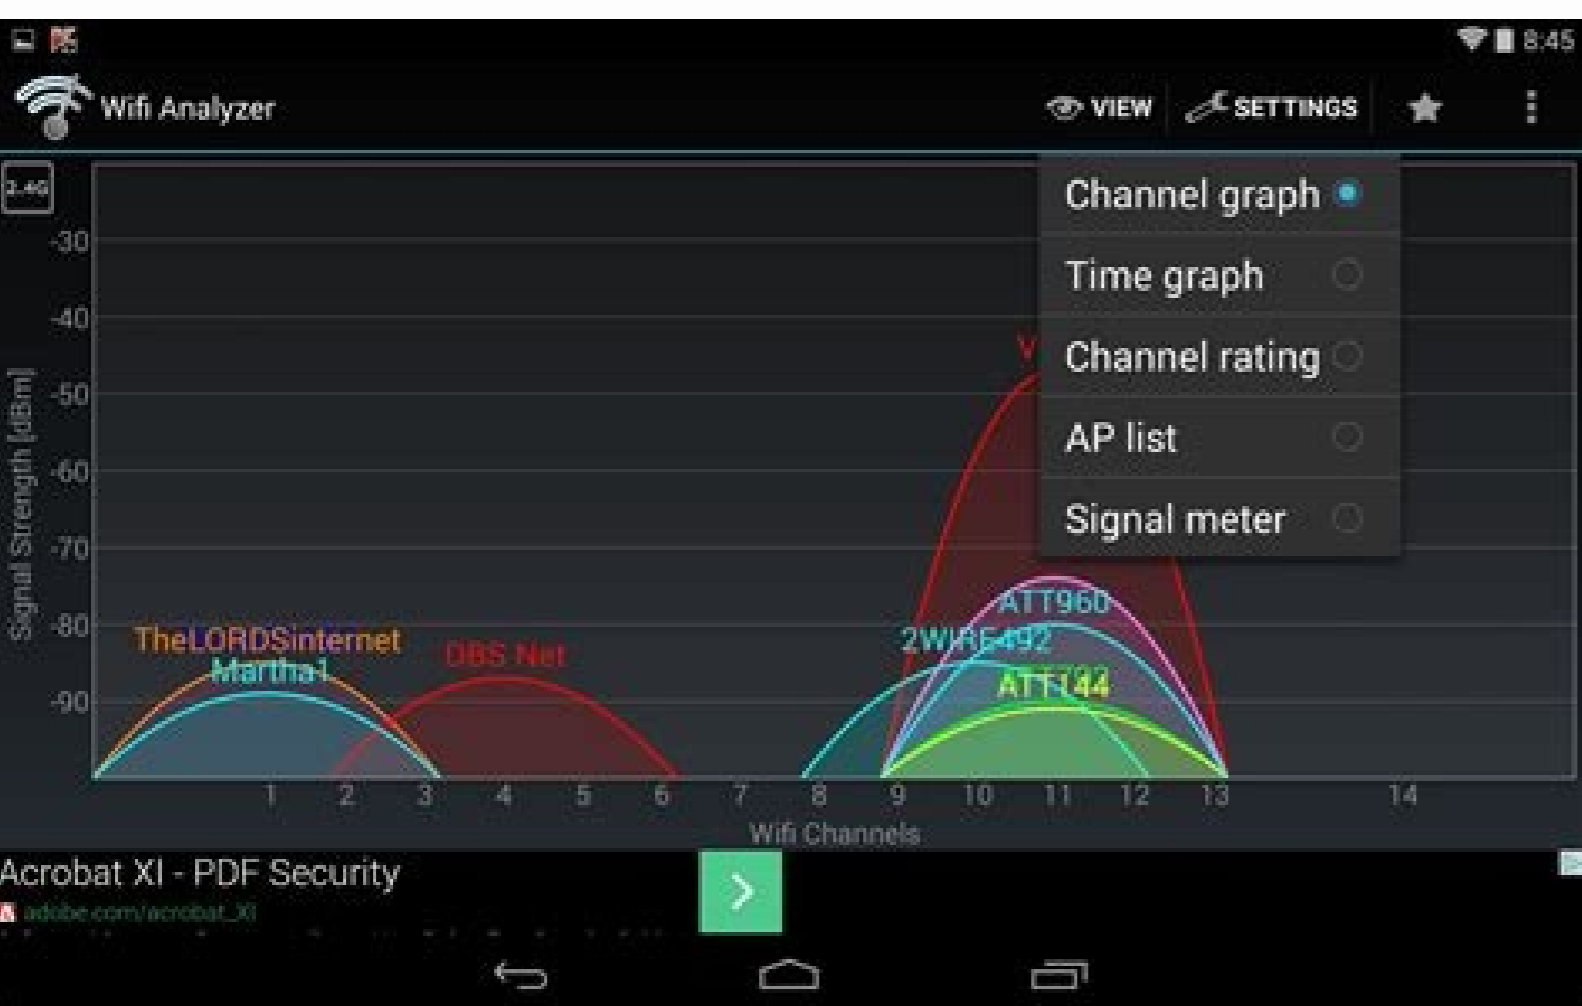 8:45
Wifi Analyzer
VIEW
SETTINGS
2.4G
Channel graph
Time graph
Channel rating
AP list
Signal meter
-30
-40
-50
-60
-70
-80
-90
Signal Strength [dBm]
V
ATT960
2WIRE492
TheLORDSinternet
Martha1
DBS Net
ATT144
1 2 3 4 5 6 7 8 9 10 11 12 13 14
Wifi Channels
Acrobat XI - PDF Security
adobe.com/acrobat_XI